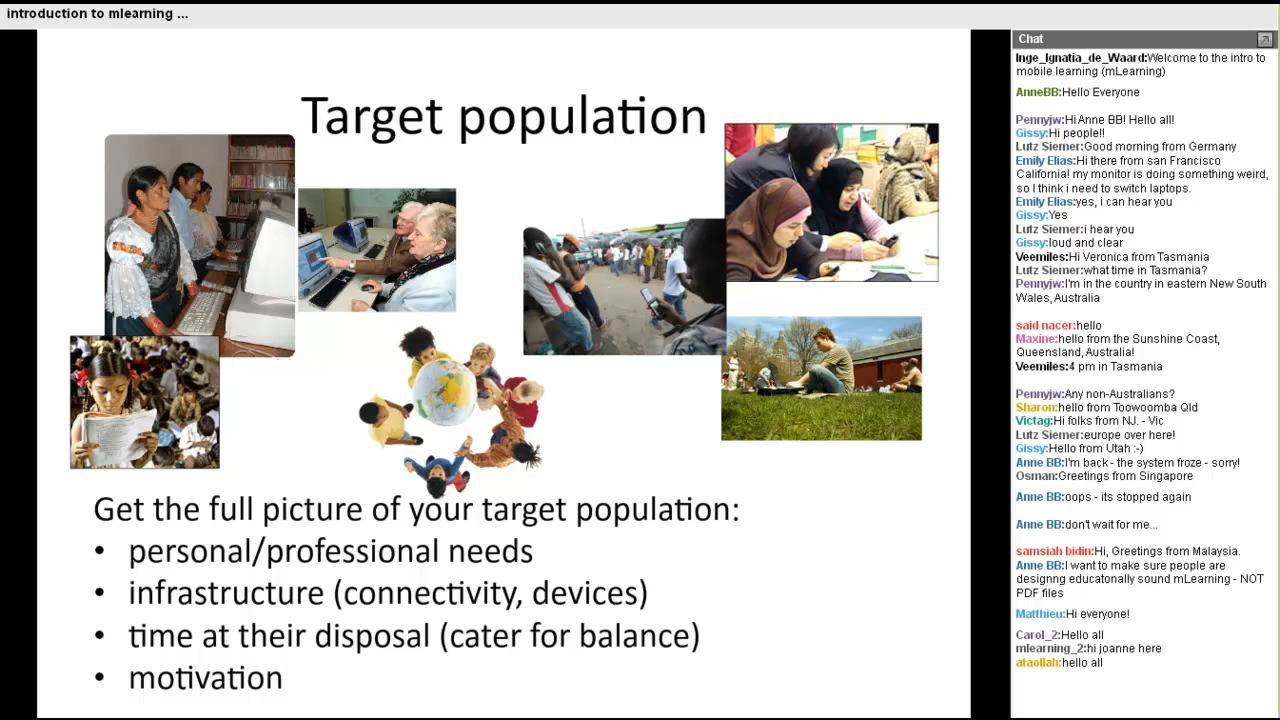 introduction to mlearning ...
Target population
Get the full picture of your target population:
• personal/professional needs
• infrastructure (connectivity, devices)
• time at their disposal (cater for balance)
• motivation
Chat
Inge_Ignatia_de_Waard:Welcome to the intro to
mobile learning (mLearning)
AnneBB:Hello Everyone
Pennyjw:Hi Anne BB! Hello all!
Gissy:Hi people!!
Lutz Siemer:Good morning from Germany
Emily Elias:Hi there from san Francisco
California! my monitor is doing something weird,
so I think i need to switch laptops.
Emily Elias:yes, i can hear you
Gissy:Yes
Lutz Siemer:i hear you
Gissy:loud and clear
Veemiles:Hi Veronica from Tasmania
Lutz Siemer:what time in Tasmania?
Pennyjw:I'm in the country in eastern New South
Wales, Australia
said nacer:hello
Maxine:hello from the Sunshine Coast,
Queensland, Australia!
Veemiles:4 pm in Tasmania
Pennyjw:Any non-Australians?
Sharon:hello from Toowoomba Qld
Victag:Hi folks from NJ. - Vic
Lutz Siemer:europe over here!
Gissy:Hello from Utah :-)
Anne BB:I'm back - the system froze - sorry!
Osman:Greetings from Singapore
Anne BB:oops - its stopped again
Anne BB:don't wait for me...
samsiah bidin:Hi, Greetings from Malaysia.
Anne BB:I want to make sure people are
designng educatonally sound mLearning - NOT
PDF files
Matthieu:Hi everyone!
Carol_2:Hello all
mlearning_2:hi joanne here
ataollah:hello all